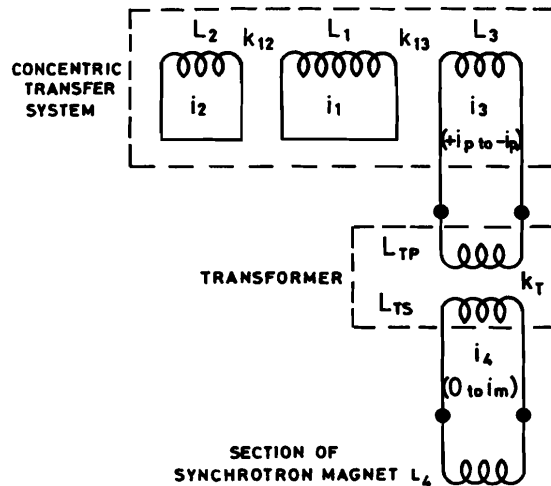 L2 k12 L1 k13 L3
CONCENTRIC
TRANSFER
SYSTEM
i2 i1 i3
(+ip to -ip)
LTP
TRANSFORMER
kT
LTS
i4
(0 to im)
SECTION OF
SYNCHROTRON MAGNET L4